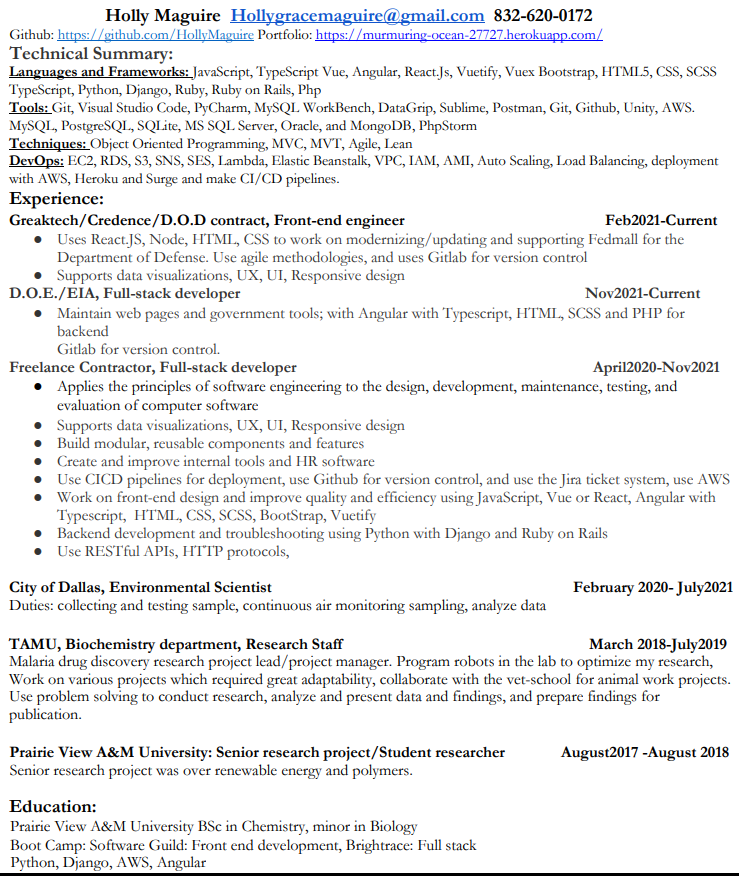 Holly Maguire Hollygracemaguire@gmail.com 832-620-0172
Github: https://github.com/HollyMaguire Portfolio: https://murmuring-ocean-27727.herokuapp.com/
Technical Summary:
Languages and Frameworks: JavaScript, TypeScript Vue, Angular, React.Js, Vuetify, Vuex Bootstrap, HTML5, CSS, SCSS
TypeScript, Python, Django, Ruby, Ruby on Rails, Php
Tools: Git, Visual Studio Code, PyCharm, MySQL WorkBench, DataGrip, Sublime, Postman, Git, Github, Unity, AWS.
MySQL, PostgreSQL, SQLite, MS SQL Server, Oracle, and MongoDB, PhpStorm
Techniques: Object Oriented Programming, MVC, MVT, Agile, Lean
DevOps: EC2, RDS, S3, SNS, SES, Lambda, Elastic Beanstalk, VPC, IAM, AMI, Auto Scaling, Load Balancing, deployment
with AWS, Heroku and Surge and make CI/CD pipelines.
Experience:
Greaktech/Credence/D.O.D contract, Front-end engineer Feb2021-Current
● Uses React.JS, Node, HTML, CSS to work on modernizing/updating and supporting Fedmall for the
Department of Defense. Use agile methodologies, and uses Gitlab for version control
● Supports data visualizations, UX, UI, Responsive design
D.O.E./EIA, Full-stack developer Nov2021-Current
● Maintain web pages and government tools; with Angular with Typescript, HTML, SCSS and PHP for
backend
Gitlab for version control.
Freelance Contractor, Full-stack developer April2020-Nov2021
● Applies the principles of software engineering to the design, development, maintenance, testing, and
evaluation of computer software
● Supports data visualizations, UX, UI, Responsive design
● Build modular, reusable components and features
● Create and improve internal tools and HR software
● Use CICD pipelines for deployment, use Github for version control, and use the Jira ticket system, use AWS
● Work on front-end design and improve quality and efficiency using JavaScript, Vue or React, Angular with
Typescript, HTML, CSS, SCSS, BootStrap, Vuetify
● Backend development and troubleshooting using Python with Django and Ruby on Rails
● Use RESTful APIs, HTTP protocols,
City of Dallas, Environmental Scientist February 2020- July2021
Duties: collecting and testing sample, continuous air monitoring sampling, analyze data
TAMU, Biochemistry department, Research Staff March 2018-July2019
Malaria drug discovery research project lead/project manager. Program robots in the lab to optimize my research,
Work on various projects which required great adaptability, collaborate with the vet-school for animal work projects.
Use problem solving to conduct research, analyze and present data and findings, and prepare findings for
publication.
Prairie View A&M University: Senior research project/Student researcher August2017 -August 2018
Senior research project was over renewable energy and polymers.
Education:
Prairie View A&M University BSc in Chemistry, minor in Biology
Boot Camp: Software Guild: Front end development, Brightrace: Full stack
Python, Django, AWS, Angular